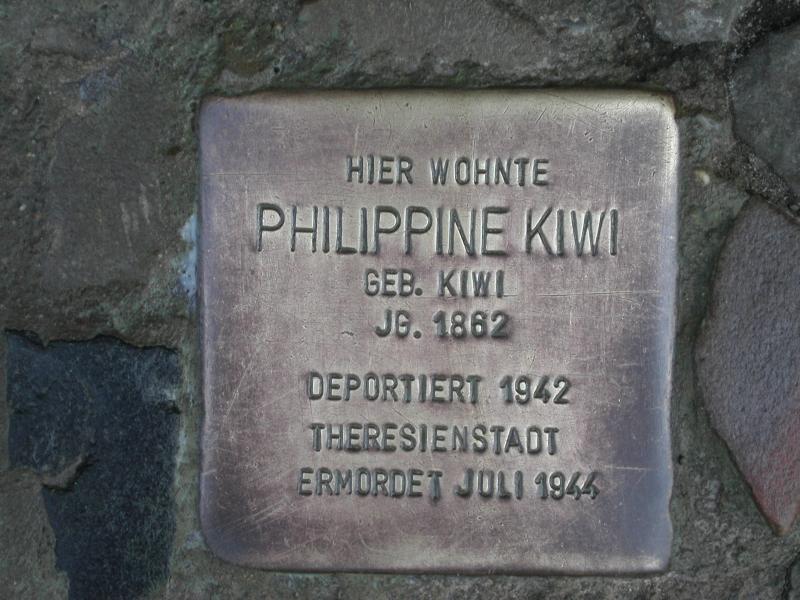 HIER WOHNTE
PHILIPPINE KIWI
GEB. KIWI
JG. 1862
DEPORTIERT 1942
THERESIENSTADT
ERMORDET JULI 1944